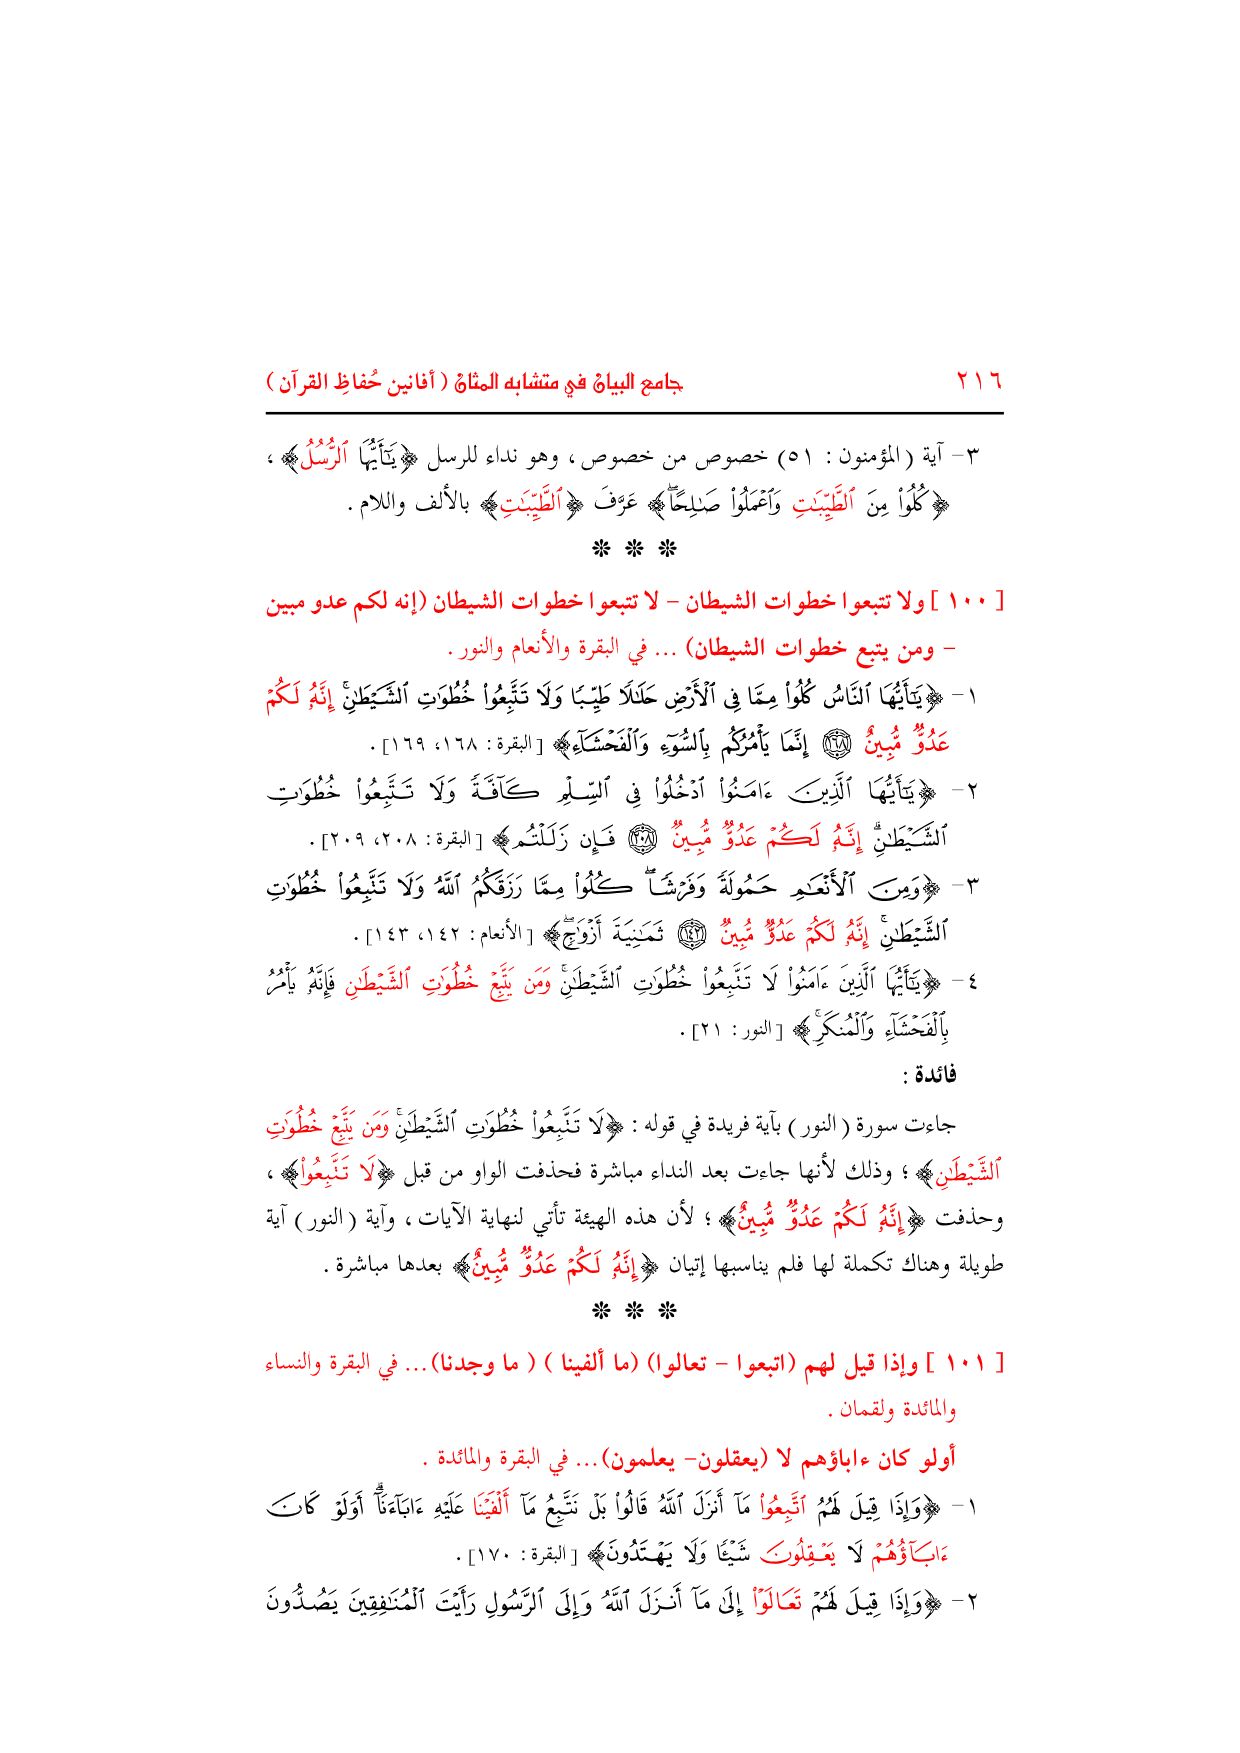 ٢١٦ جامع البيان في متشابه المثان ( أفانين حُفاظِ القرآن )
٣- آية ( المؤمنون : ٥١ ) خصوص من خصوص ، وهو نداء للرسل ﴿يَٰٓأَيُّهَا ٱلرُّسُلُ﴾ ،
﴿كُلُوا۟ مِنَ ٱلطَّيِّبَٰتِ وَٱعْمَلُوا۟ صَٰلِحًاۖ﴾ عَرَّفَ ﴿ٱلطَّيِّبَٰتِ﴾ بالألف واللام .
❊ ❊ ❊
[ ١٠٠ ] ولا تتبعوا خطوات الشيطان – لا تتبعوا خطوات الشيطان (إنه لكم عدو مبين
– ومن يتبع خطوات الشيطان) ... في البقرة والأنعام والنور .
١- ﴿يَٰٓأَيُّهَا ٱلنَّاسُ كُلُوا۟ مِمَّا فِى ٱلْأَرْضِ حَلَٰلًا طَيِّبًا وَلَا تَتَّبِعُوا۟ خُطُوَٰتِ ٱلشَّيْطَٰنِۚ إِنَّهُۥ لَكُمْ
عَدُوٌّ مُّبِينٌ ١٦٨ إِنَّمَا يَأْمُرُكُم بِٱلسُّوٓءِ وَٱلْفَحْشَآءِ﴾ [البقرة: ١٦٨، ١٦٩] .
٢- ﴿يَٰٓأَيُّهَا ٱلَّذِينَ ءَامَنُوا۟ ٱدْخُلُوا۟ فِى ٱلسِّلْمِ كَآفَّةً وَلَا تَتَّبِعُوا۟ خُطُوَٰتِ
ٱلشَّيْطَٰنِۚ إِنَّهُۥ لَكُمْ عَدُوٌّ مُّبِينٌ ٢٠٨ فَإِن زَلَلْتُم﴾ [البقرة: ٢٠٨، ٢٠٩] .
٣- ﴿وَمِنَ ٱلْأَنْعَٰمِ حَمُولَةً وَفَرْشًاۚ كُلُوا۟ مِمَّا رَزَقَكُمُ ٱللَّهُ وَلَا تَتَّبِعُوا۟ خُطُوَٰتِ
ٱلشَّيْطَٰنِۚ إِنَّهُۥ لَكُمْ عَدُوٌّ مُّبِينٌ ١٤٢ ثَمَٰنِيَةَ أَزْوَٰجٍۖ﴾ [الأنعام: ١٤٢، ١٤٣] .
٤- ﴿يَٰٓأَيُّهَا ٱلَّذِينَ ءَامَنُوا۟ لَا تَتَّبِعُوا۟ خُطُوَٰتِ ٱلشَّيْطَٰنِۚ وَمَن يَتَّبِعْ خُطُوَٰتِ ٱلشَّيْطَٰنِ فَإِنَّهُۥ يَأْمُرُ
بِٱلْفَحْشَآءِ وَٱلْمُنكَرِۚ﴾ [النور: ٢١] .
فائدة :
جاءت سورة ( النور ) بآية فريدة في قوله : ﴿لَا تَتَّبِعُوا۟ خُطُوَٰتِ ٱلشَّيْطَٰنِۚ وَمَن يَتَّبِعْ خُطُوَٰتِ
ٱلشَّيْطَٰنِ﴾ ؛ وذلك لأنها جاءت بعد النداء مباشرة فحذفت الواو من قبل ﴿لَا تَتَّبِعُوا۟﴾ ،
وحذفت ﴿إِنَّهُۥ لَكُمْ عَدُوٌّ مُّبِينٌ﴾ ؛ لأن هذه الهيئة تأتي لنهاية الآيات ، وآية ( النور ) آية
طويلة وهناك تكملة لها فلم يناسبها إتيان ﴿إِنَّهُۥ لَكُمْ عَدُوٌّ مُّبِينٌ﴾ بعدها مباشرة .
❊ ❊ ❊
[ ١٠١ ] وإذا قيل لهم (اتبعوا – تعالوا) (ما ألفينا ) ( ما وجدنا)... في البقرة والنساء
والمائدة ولقمان .
أولو كان ءاباؤهم لا (يعقلون– يعلمون)... في البقرة والمائدة .
١- ﴿وَإِذَا قِيلَ لَهُمُ ٱتَّبِعُوا۟ مَآ أَنزَلَ ٱللَّهُ قَالُوا۟ بَلْ نَتَّبِعُ مَآ أَلْفَيْنَا عَلَيْهِ ءَابَآءَنَآۗ أَوَلَوْ كَانَ
ءَابَآؤُهُمْ لَا يَعْقِلُونَ شَيْـًٔا وَلَا يَهْتَدُونَ﴾ [البقرة: ١٧٠] .
٢- ﴿وَإِذَا قِيلَ لَهُمْ تَعَالَوْا۟ إِلَىٰ مَآ أَنزَلَ ٱللَّهُ وَإِلَى ٱلرَّسُولِ رَأَيْتَ ٱلْمُنَٰفِقِينَ يَصُدُّونَ